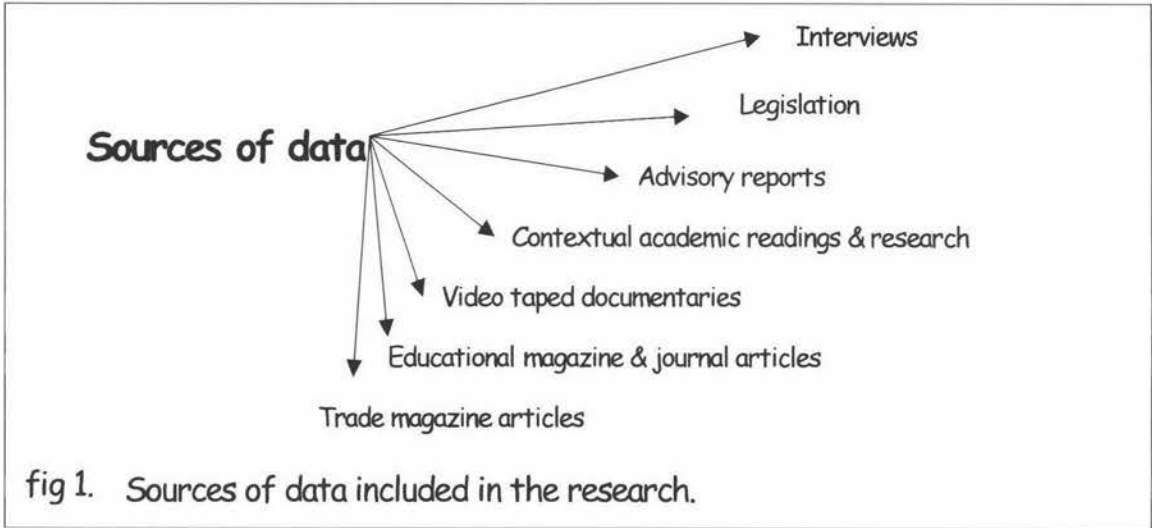 Sources of data
Interviews
Legislation
Advisory reports
Contextual academic readings & research
Video taped documentaries
Educational magazine & journal articles
Trade magazine articles
fig 1. Sources of data included in the research.